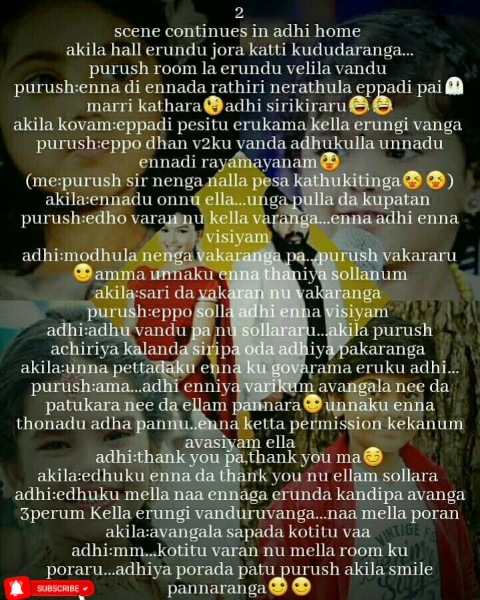 2
scene continues in adhi home
akila hall erundu jora katti kududaranga...
purush room la erundu velila vandu
purush:enna di ennada rathiri nerathula eppadi pai👻
marri kathara😜adhi sirikiraru😂😂
akila kovam:eppadi pesitu erukama kella erungi vanga
purush:eppo dhan v2ku vanda adhukulla unnadu
ennadi rayamayanam😜
(me:purush sir nenga nalla pesa kathukitinga😜😜)
akila:ennadu onnu ella...unga pulla da kupatan
purush:edho varan nu kella varanga...enna adhi enna
visiyam
adhi:modhula nenga vakaranga pa...purush vakararu
🙂amma unnaku enna thaniya sollanum
akila:sari da vakaran nu vakaranga
purush:eppo solla adhi enna visiyam
adhi:adhu vandu pa nu sollararu...akila purush
achiriya kalanda siripa oda adhiya pakaranga
akila:unna pettadaku enna ku govarama eruku adhi...
purush:ama...adhi enniya varikum avangala nee da
patukara nee da ellam pannara🙂unnaku enna
thonadu adha pannu..enna ketta permission kekanum
avasiyam ella
adhi:thank you pa,thank you ma😊
akila:edhuku enna da thank you nu ellam sollara
adhi:edhuku mella naa ennaga erunda kandipa avanga
3perum Kella erungi vanduruvanga...naa mella poran
akila:avangala sapada kotitu vaa
adhi:mm...kotitu varan nu mella room ku
poraru...adhiya porada patu purush akila smile
pannaranga🙂🙂
SUBSCRIBE